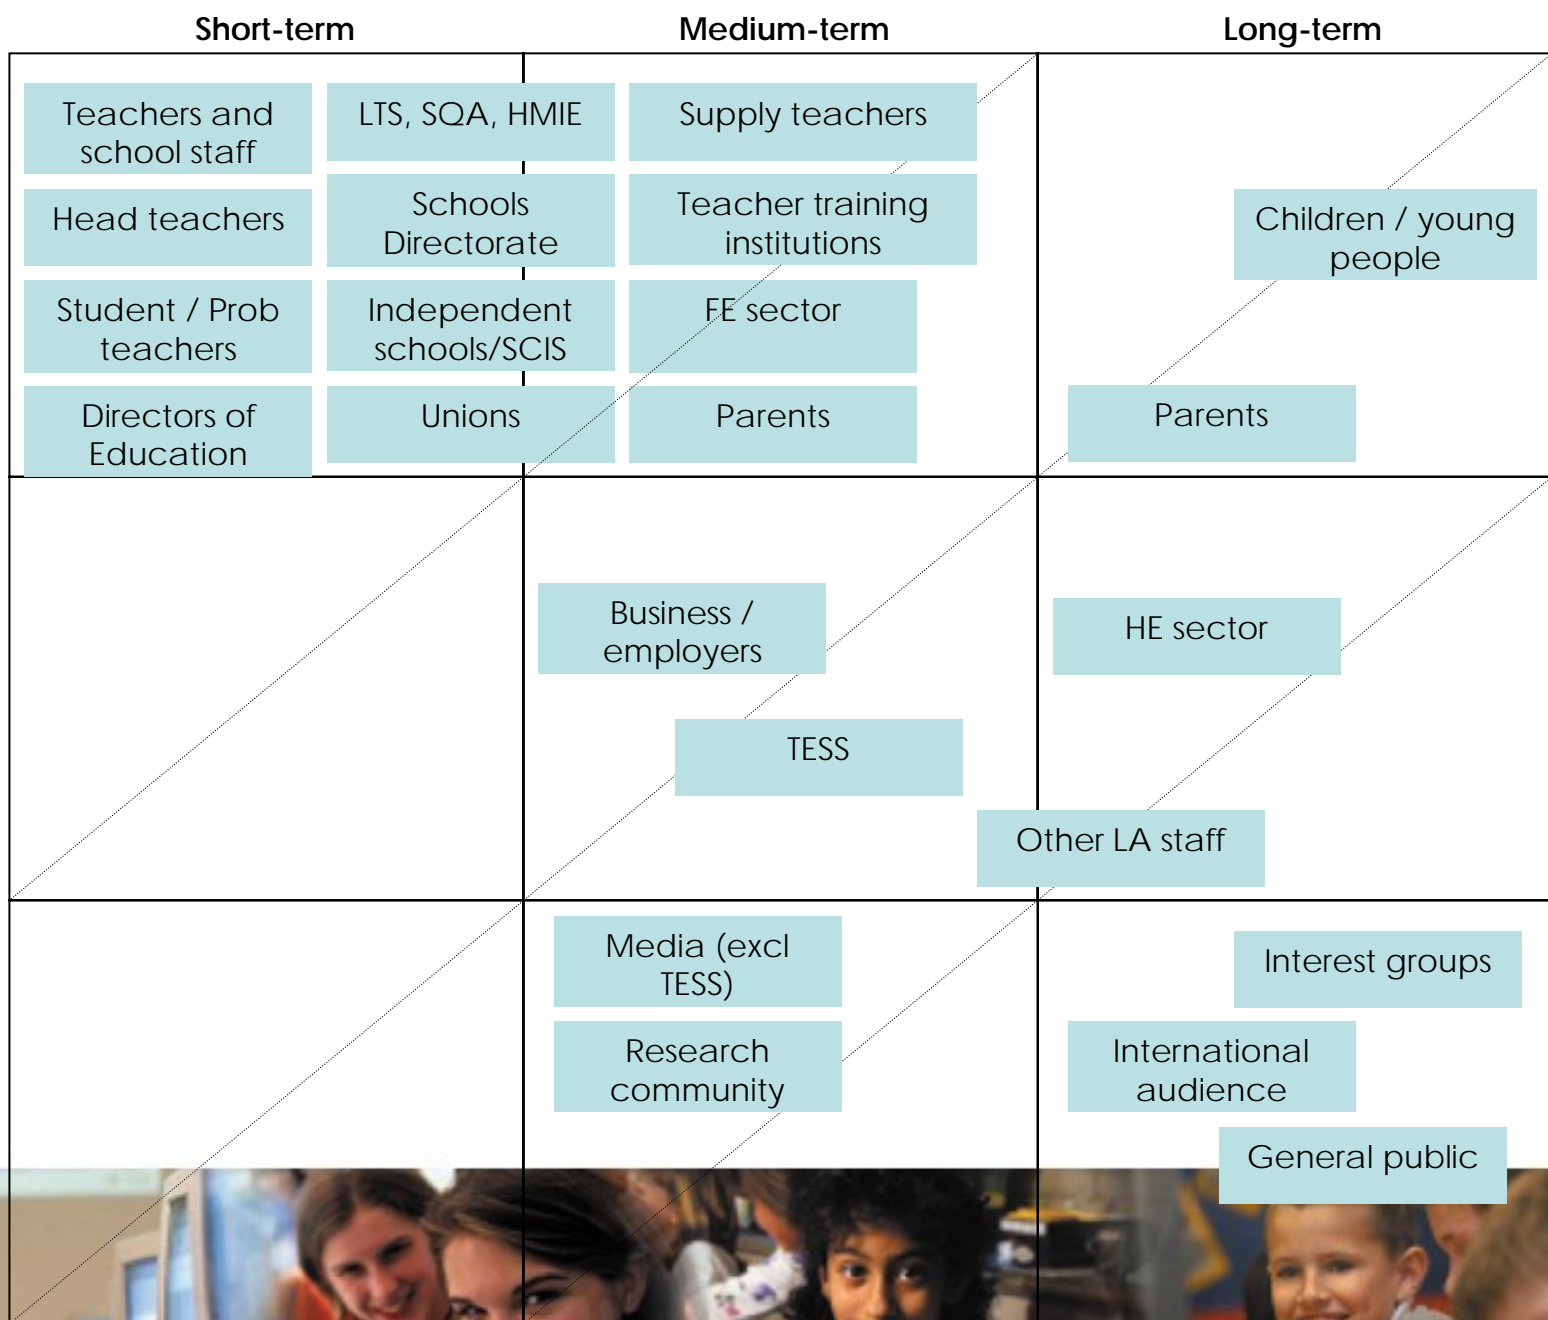 Short-term
Medium-term
Long-term
Teachers and
school staff
LTS, SQA, HMIE
Supply teachers
Head teachers
Schools
Directorate
Teacher training
institutions
Children / young
people
Student / Prob
teachers
Independent
schools/SCIS
FE sector
Directors of
Education
Unions
Parents
Parents
Business /
employers
HE sector
TESS
Other LA staff
Media (excl
TESS)
Interest groups
Research
community
International
audience
General public